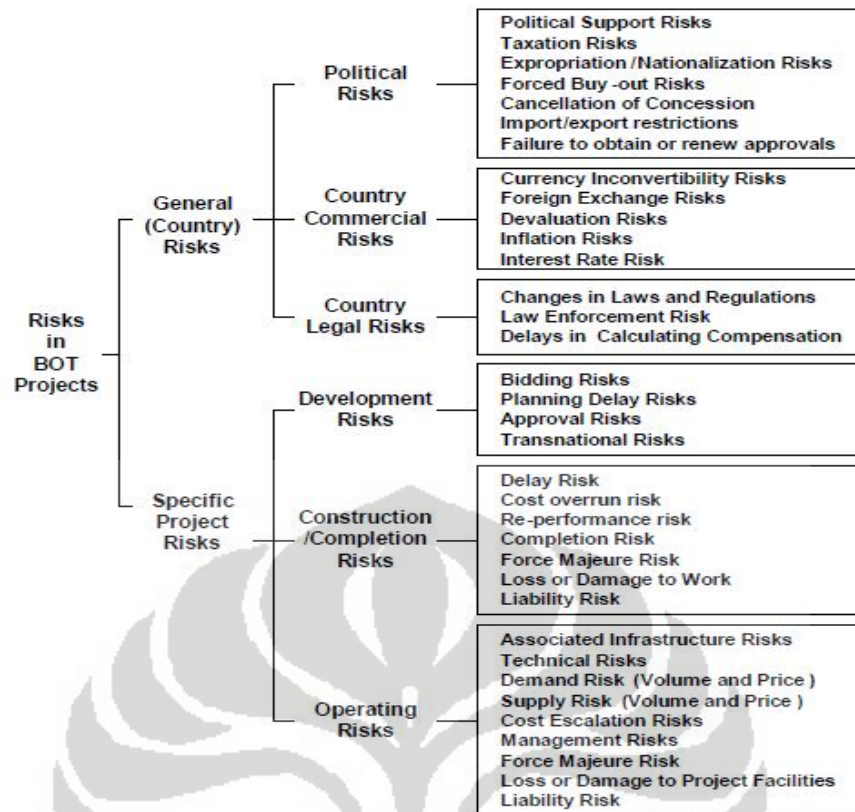 Risks
in
BOT
Projects
General
(Country)
Risks
Political
Risks
Political Support Risks
Taxation Risks
Expropriation /Nationalization Risks
Forced Buy -out Risks
Cancellation of Concession
Import/export restrictions
Failure to obtain or renew approvals
Country
Commercial
Risks
Currency Inconvertibility Risks
Foreign Exchange Risks
Devaluation Risks
Inflation Risks
Interest Rate Risk
Country
Legal Risks
Changes in Laws and Regulations
Law Enforcement Risk
Delays in Calculating Compensation
Specific
Project
Risks
Development
Risks
Bidding Risks
Planning Delay Risks
Approval Risks
Transnational Risks
Construction
/Completion
Risks
Delay Risk
Cost overrun risk
Re-performance risk
Completion Risk
Force Majeure Risk
Loss or Damage to Work
Liability Risk
Operating
Risks
Associated Infrastructure Risks
Technical Risks
Demand Risk (Volume and Price )
Supply Risk (Volume and Price )
Cost Escalation Risks
Management Risks
Force Majeure Risk
Loss or Damage to Project Facilities
Liability Risk